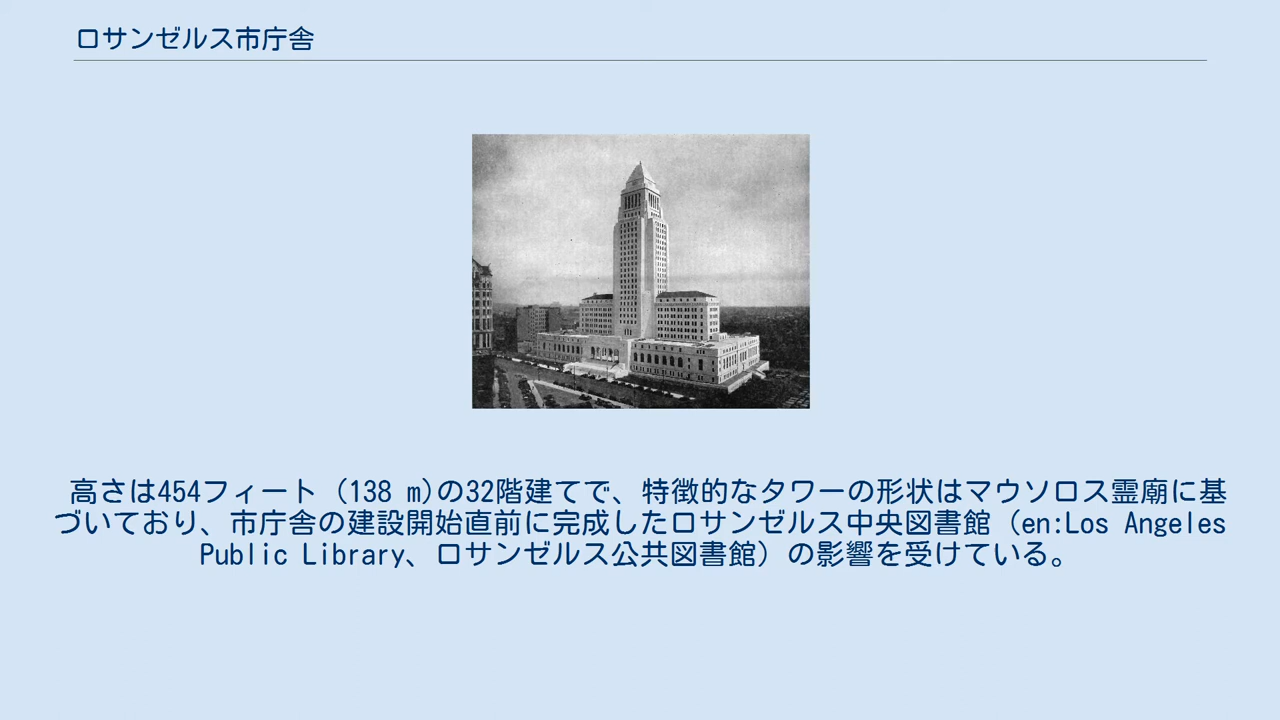 ロサンゼルス市庁舎
高さは454フィート (138 m)の32階建てで、特徴的なタワーの形状はマウソロス霊廟に基
づいており、市庁舎の建設開始直前に完成したロサンゼルス中央図書館（en:Los Angeles
Public Library、ロサンゼルス公共図書館）の影響を受けている。